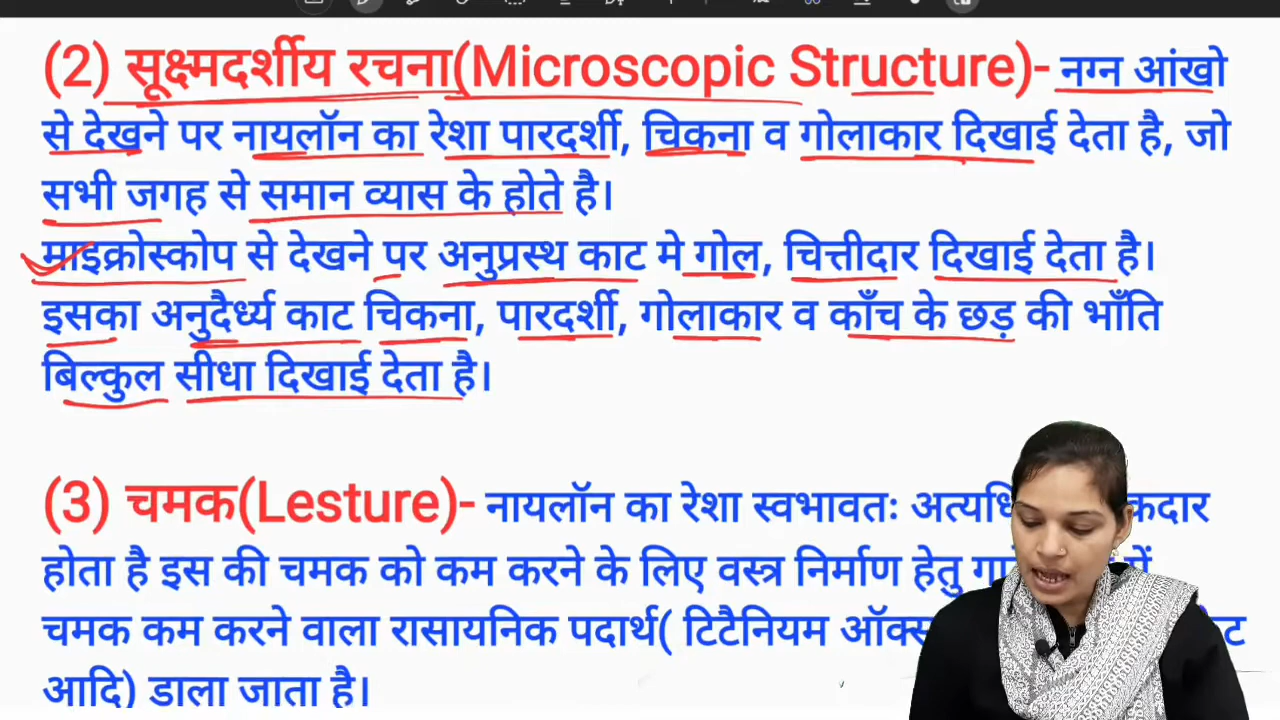 (2) सूक्ष्मदर्शीय रचना(Microscopic Structure)- नग्न आंखो
से देखने पर नायलॉन का रेशा पारदर्शी, चिकना व गोलाकार दिखाई देता है, जो
सभी जगह से समान व्यास के होते है।
माइक्रोस्कोप से देखने पर अनुप्रस्थ काट मे गोल, चित्तीदार दिखाई देता है।
इसका अनुदैर्ध्य काट चिकना, पारदर्शी, गोलाकार व काँच के छड़ की भाँति
बिल्कुल सीधा दिखाई देता है।
(3) चमक(Lesture)- नायलॉन का रेशा स्वभावतः
होता है इस की चमक को कम करने के लिए वस्त्र निर्माण हेतु
चमक कम करने वाला रासायनिक पदार्थ( टिटैनियम
आदि) डाला जाता है।